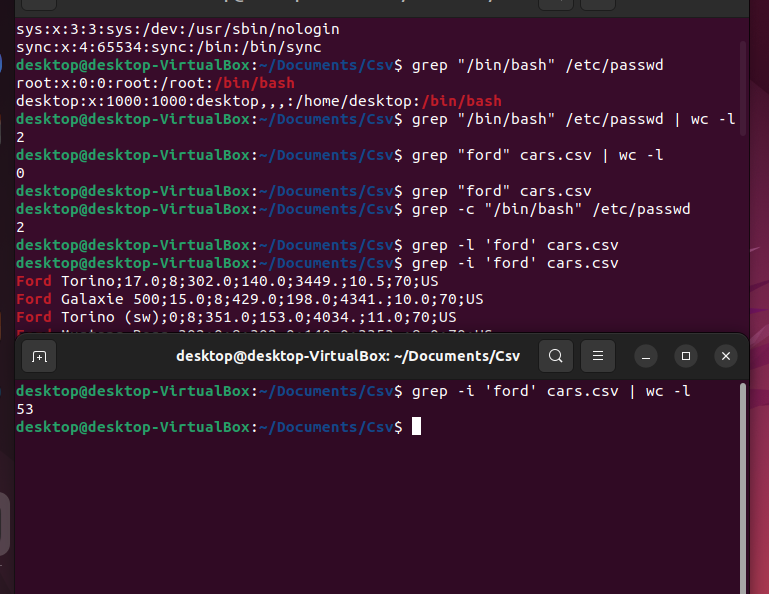 sys:x:3:3:sys:/dev:/usr/sbin/nologin
sync:x:4:65534:sync:/bin:/bin/sync
desktop@desktop-VirtualBox:~/Documents/Csv$ grep "/bin/bash" /etc/passwd
root:x:0:0:root:/root:/bin/bash
desktop:x:1000:1000:desktop,,,:/home/desktop:/bin/bash
desktop@desktop-VirtualBox:~/Documents/Csv$ grep "/bin/bash" /etc/passwd | wc -l
2
desktop@desktop-VirtualBox:~/Documents/Csv$ grep "ford" cars.csv | wc -l
0
desktop@desktop-VirtualBox:~/Documents/Csv$ grep "ford" cars.csv
desktop@desktop-VirtualBox:~/Documents/Csv$ grep -c "/bin/bash" /etc/passwd
2
desktop@desktop-VirtualBox:~/Documents/Csv$ grep -l 'ford' cars.csv
desktop@desktop-VirtualBox:~/Documents/Csv$ grep -i 'ford' cars.csv
Ford Torino;17.0;8;302.0;140.0;3449.;10.5;70;US
Ford Galaxie 500;15.0;8;429.0;198.0;4341.;10.0;70;US
Ford Torino (sw);0;8;351.0;153.0;4034.;11.0;70;US
desktop@desktop-VirtualBox: ~/Documents/Csv
desktop@desktop-VirtualBox:~/Documents/Csv$ grep -i 'ford' cars.csv | wc -l
53
desktop@desktop-VirtualBox:~/Documents/Csv$